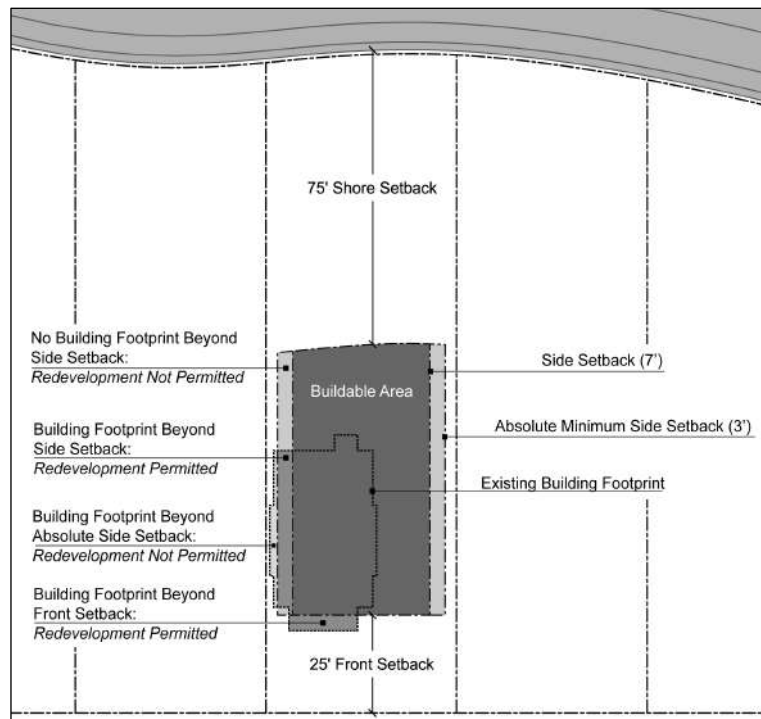 75' Shore Setback
No Building Footprint Beyond
Side Setback:
Redevelopment Not Permitted
Side Setback (7')
Buildable Area
Absolute Minimum Side Setback (3')
Building Footprint Beyond
Side Setback:
Redevelopment Permitted
Existing Building Footprint
Building Footprint Beyond
Absolute Side Setback:
Redevelopment Not Permitted
Building Footprint Beyond
Front Setback:
Redevelopment Permitted
25' Front Setback